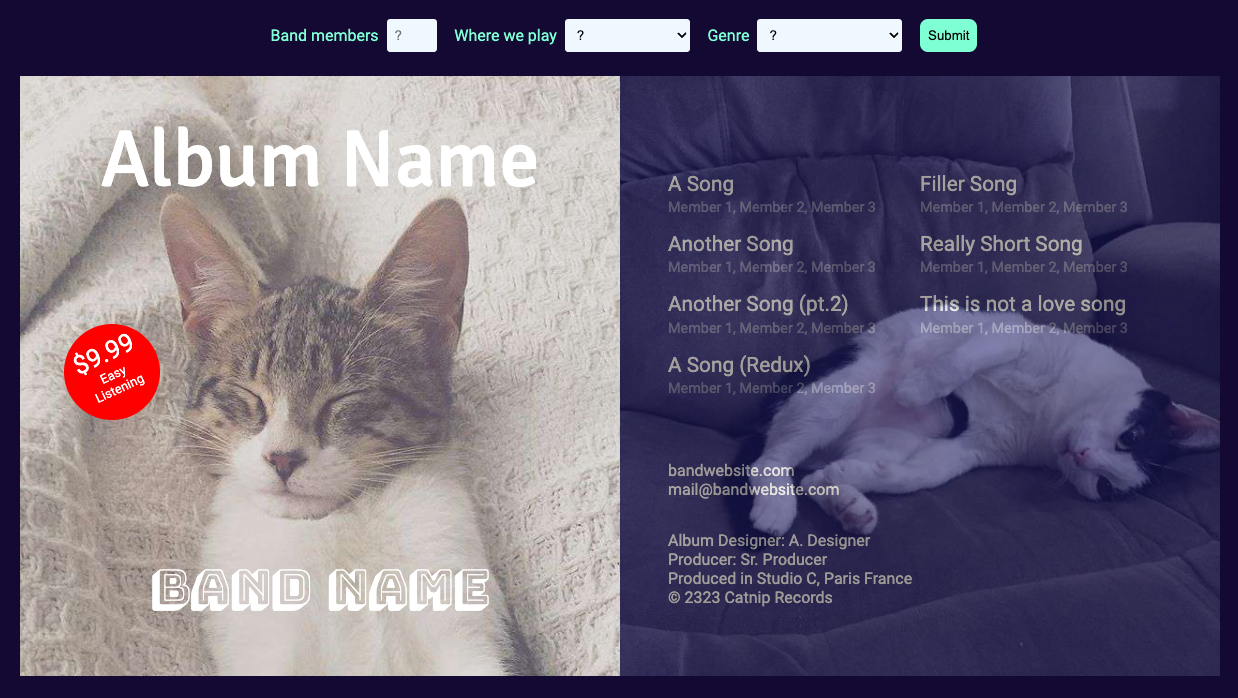 Band members ? Where we play ? Genre ? Submit
Album Name
$9.99
Easy
Listening
BAND NAME
A Song
Member 1, Member 2, Member 3
Another Song
Member 1, Member 2, Member 3
Another Song (pt.2)
Member 1, Member 2, Member 3
A Song (Redux)
Member 1, Member 2, Member 3
Filler Song
Member 1, Member 2, Member 3
Really Short Song
Member 1, Member 2, Member 3
This is not a love song
Member 1, Member 2, Member 3
bandwebsite.com
mail@bandwebsite.com
Album Designer: A. Designer
Producer: Sr. Producer
Produced in Studio C, Paris France
© 2323 Catnip Records